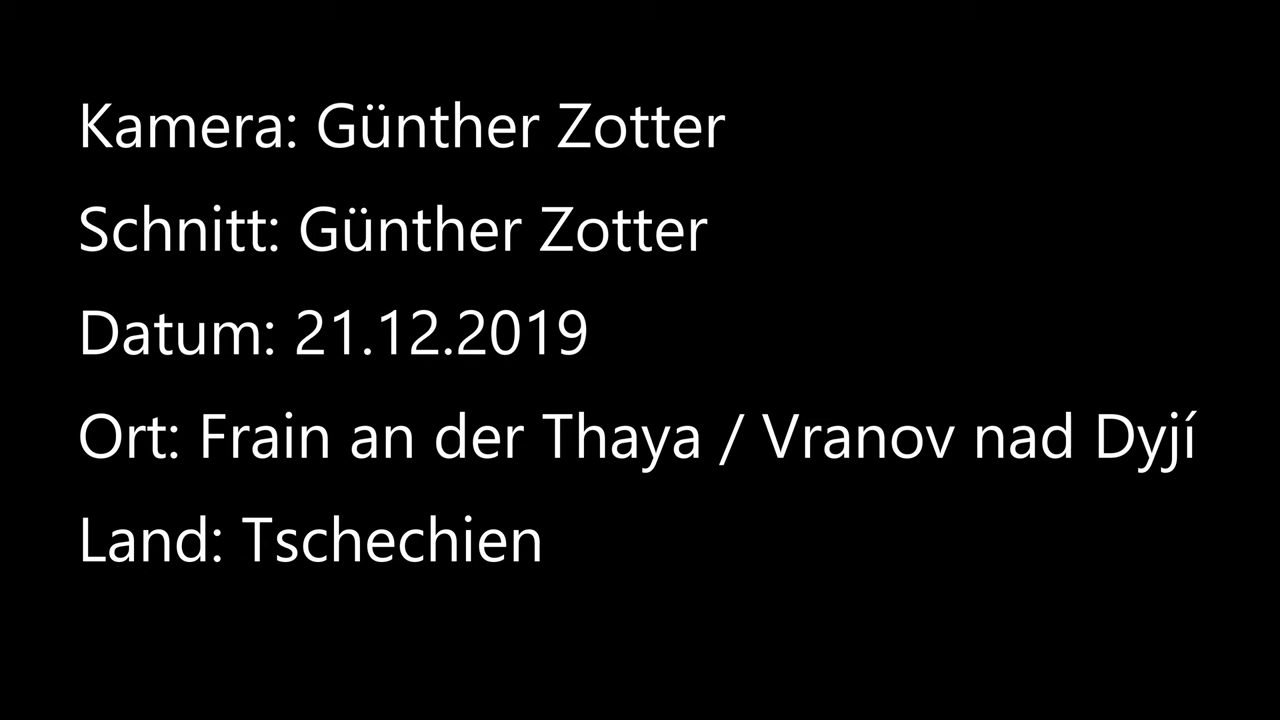 Kamera: Günther Zotter
Schnitt: Günther Zotter
Datum: 21.12.2019
Ort: Frain an der Thaya / Vranov nad Dyjí
Land: Tschechien